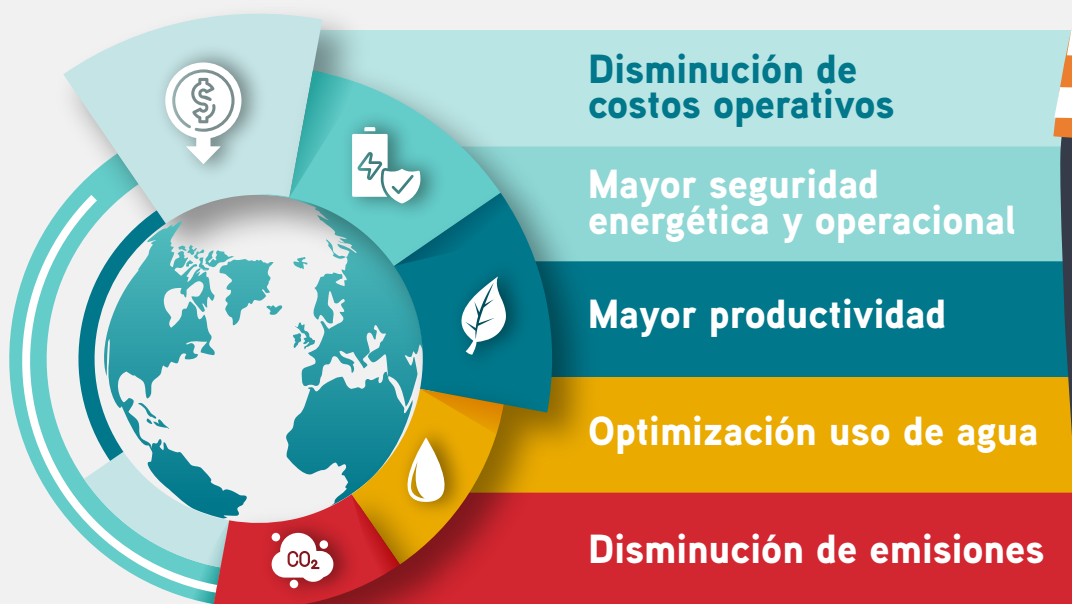 Disminución de
costos operativos
Mayor seguridad
energética y operacional
Mayor productividad
Optimización uso de agua
Disminución de emisiones
$
CO₂